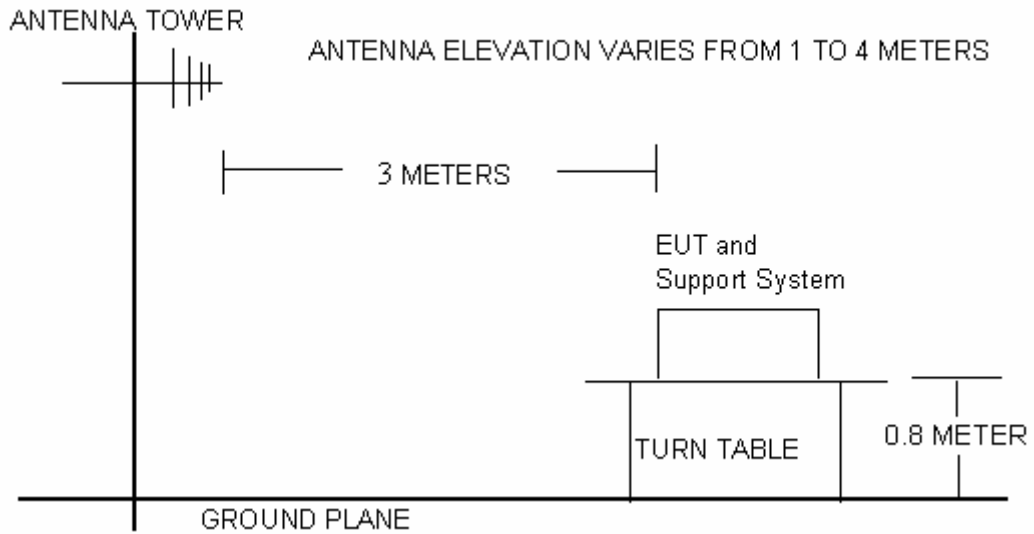 ANTENNA TOWER
ANTENNA ELEVATION VARIES FROM 1 TO 4 METERS
3 METERS
EUT and
Support System
TURN TABLE
0.8 METER
GROUND PLANE